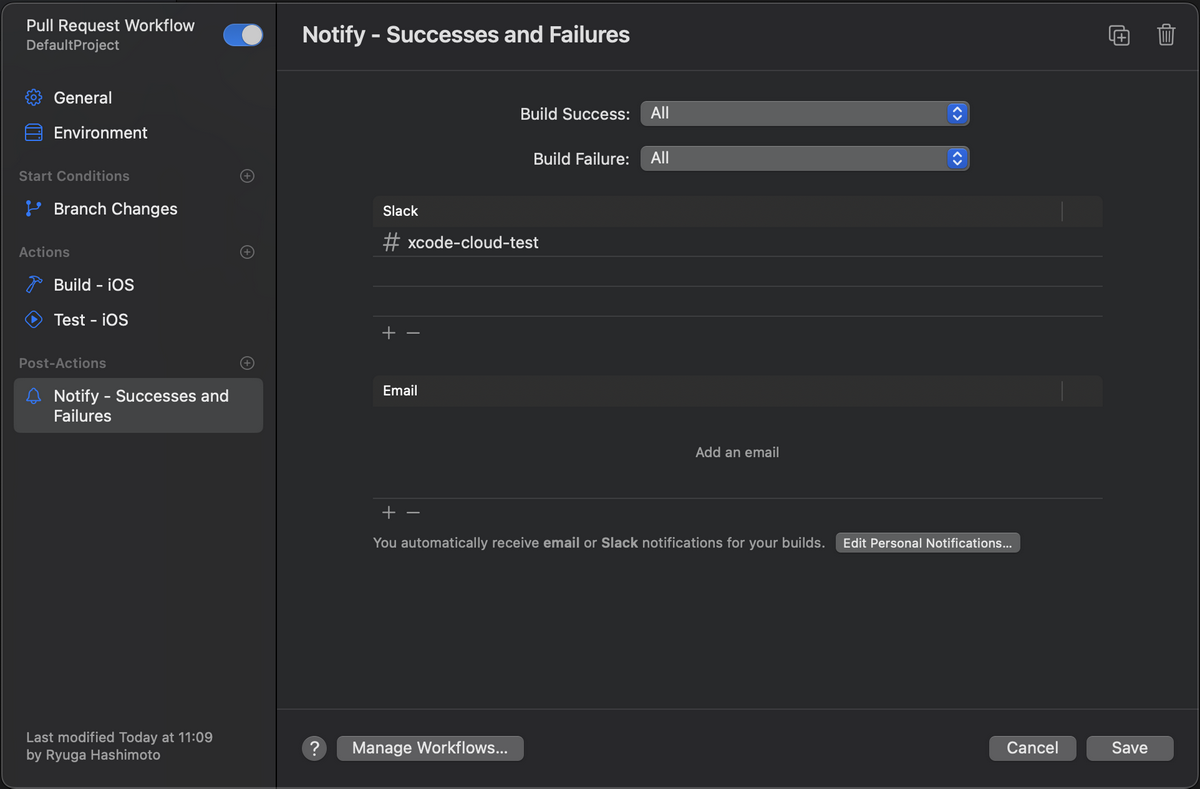 Pull Request Workflow
DefaultProject
General
Environment
Start Conditions
Branch Changes
Actions
Build - iOS
Test - iOS
Post-Actions
Notify - Successes and
Failures
Last modified Today at 11:09
by Ryuga Hashimoto
Notify - Successes and Failures
Build Success: All
Build Failure: All
Slack
# xcode-cloud-test
+ −
Email
Add an email
+ −
You automatically receive email or Slack notifications for your builds. Edit Personal Notifications...
? Manage Workflows... Cancel Save